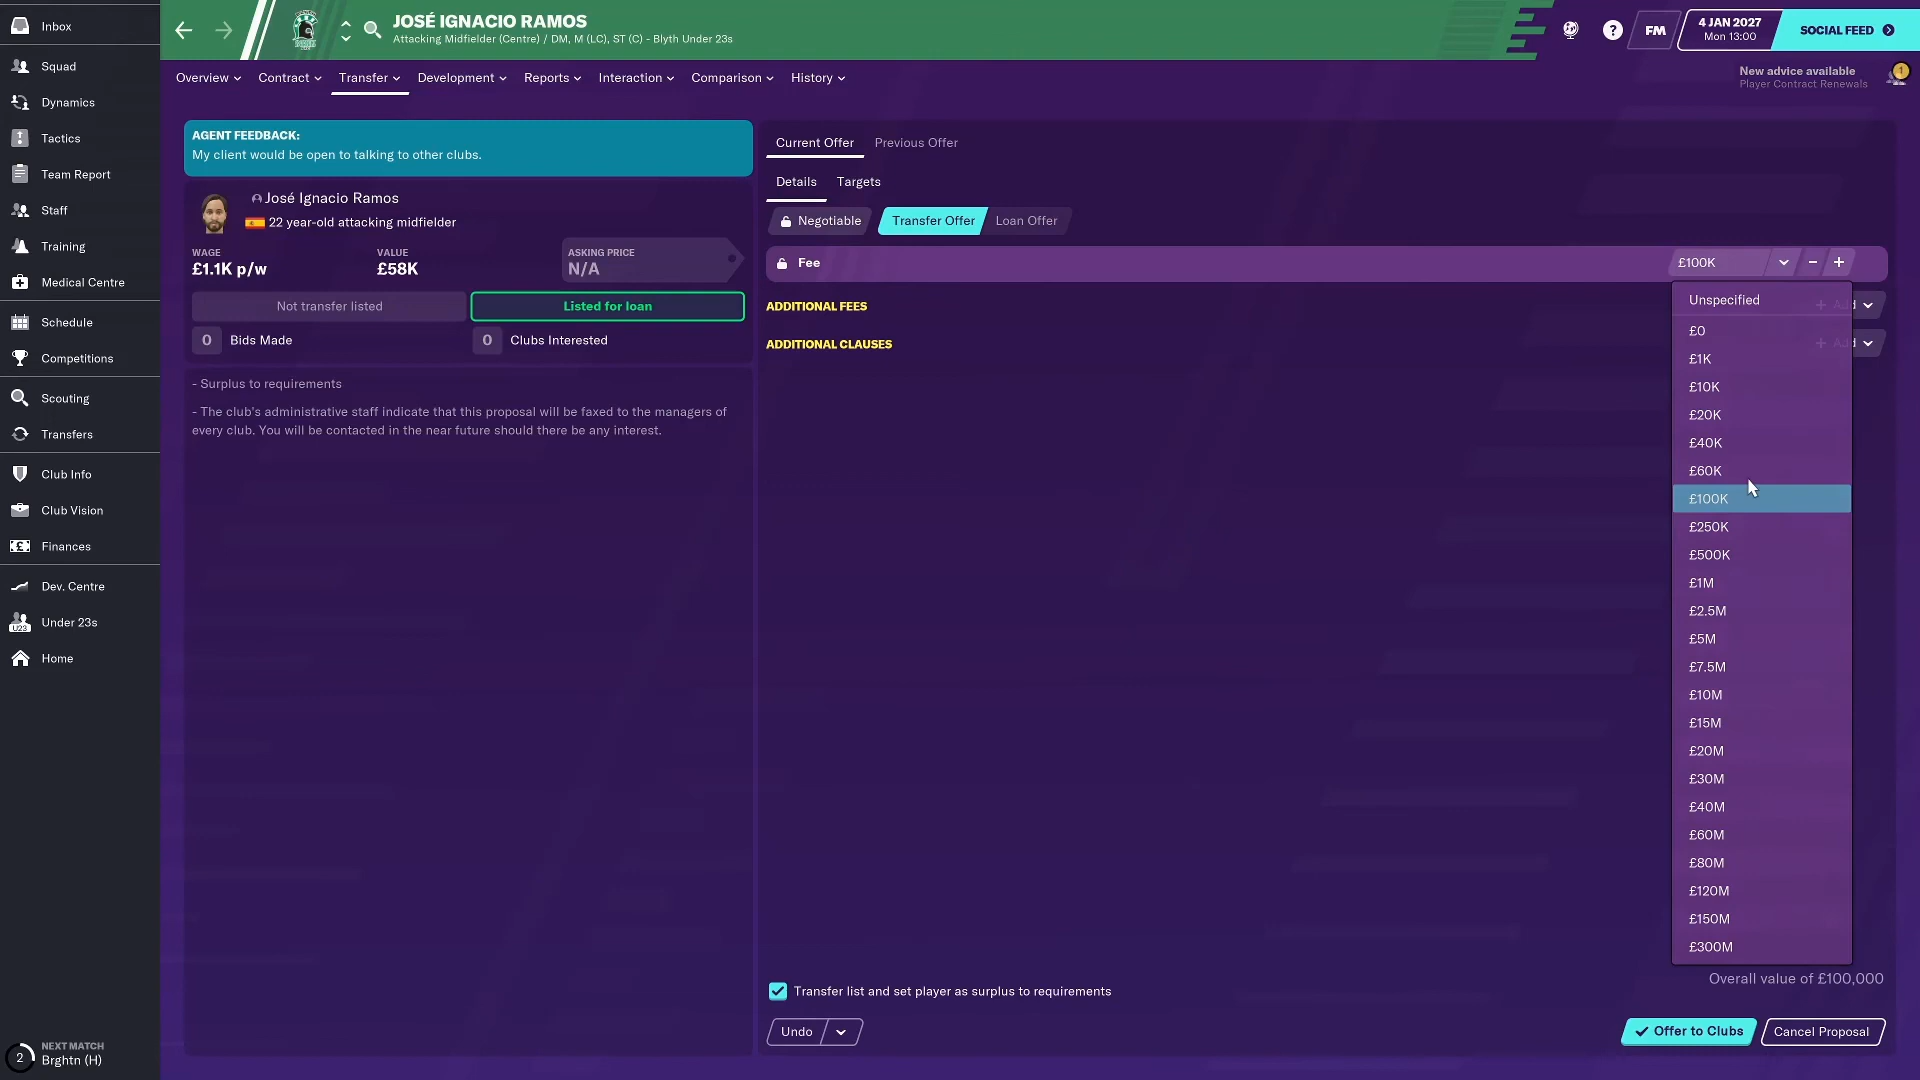 Inbox
Squad
Dynamics
Tactics
Team Report
Staff
Training
Medical Centre
Schedule
Competitions
Scouting
Transfers
Club Info
Club Vision
Finances
Dev. Centre
U23
Under 23s
Home
2
NEXT MATCH
Brghtn (H)
JOSÉ IGNACIO RAMOS
Attacking Midfielder (Centre) / DM, M (LC), ST (C) - Blyth Under 23s
?
FM
4 JAN 2027
Mon 13:00
SOCIAL FEED
Overview
Contract
Transfer
Development
Reports
Interaction
Comparison
History
New advice available
Player Contract Renewals
1
AGENT FEEDBACK:
My client would be open to talking to other clubs.
José Ignacio Ramos
22 year-old attacking midfielder
WAGE
£1.1K p/w
VALUE
£58K
ASKING PRICE
N/A
Not transfer listed
Listed for loan
0 Bids Made
0 Clubs Interested
- Surplus to requirements
- The club's administrative staff indicate that this proposal will be faxed to the managers of
every club. You will be contacted in the near future should there be any interest.
Current Offer
Previous Offer
Details
Targets
Negotiable
Transfer Offer
Loan Offer
Fee
£100K
ADDITIONAL FEES
ADDITIONAL CLAUSES
Unspecified
£0
£1K
£10K
£20K
£40K
£60K
£100K
£250K
£500K
£1M
£2.5M
£5M
£7.5M
£10M
£15M
£20M
£30M
£40M
£60M
£80M
£120M
£150M
£300M
Overall value of £100,000
Transfer list and set player as surplus to requirements
Undo
Offer to Clubs
Cancel Proposal